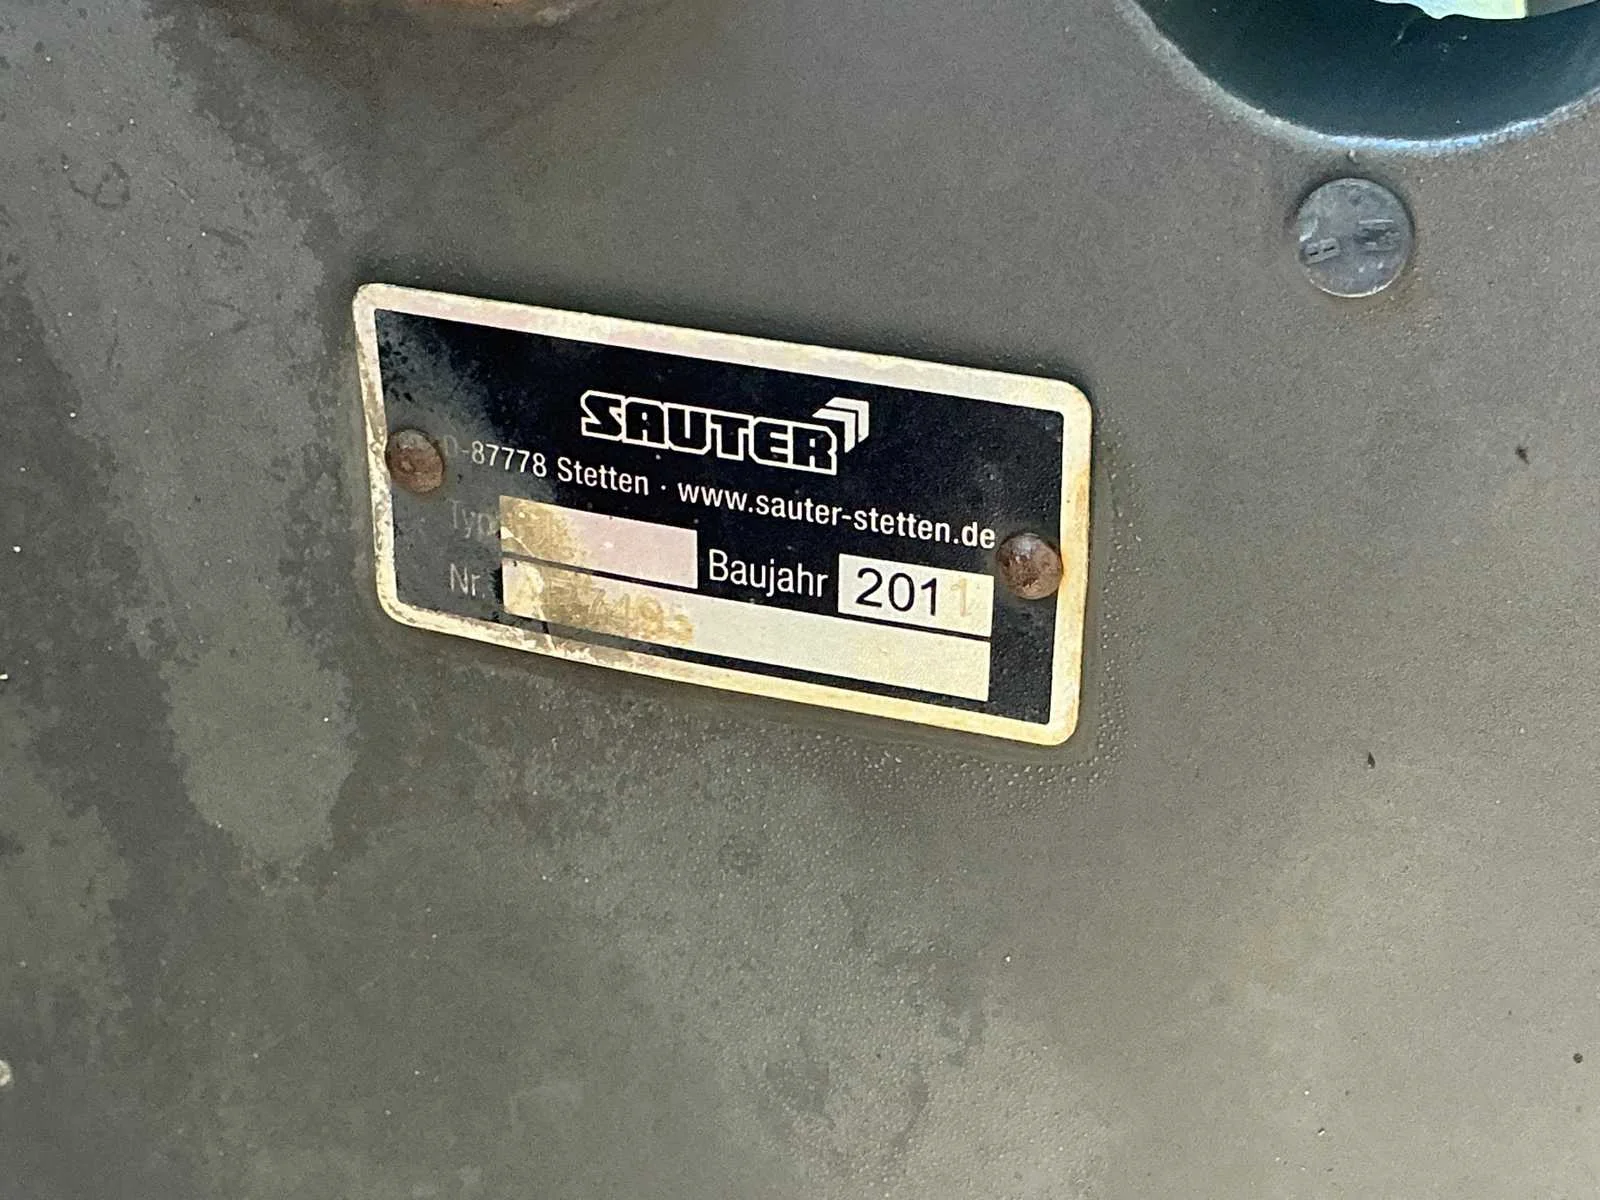 SAUTER
D-87778 Stetten · www.sauter-stetten.de
Typ
Baujahr 2011
Nr.